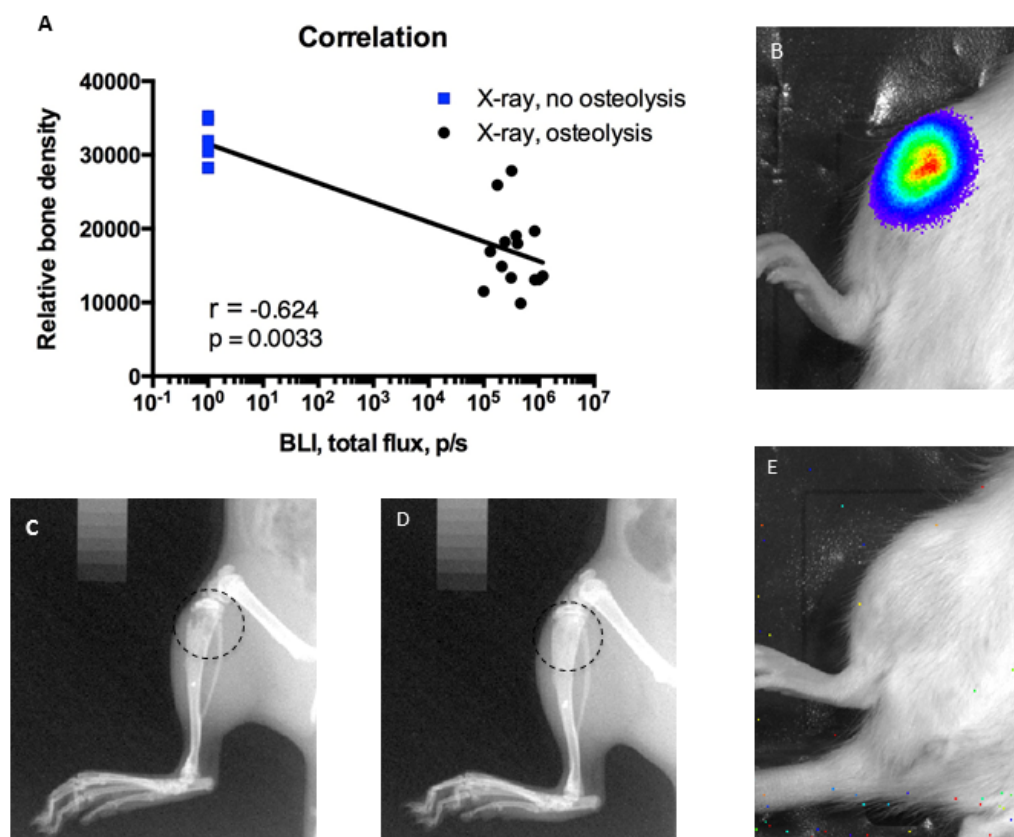 A
Correlation
40000
30000
20000
10000
0
Relative bone density
X-ray, no osteolysis
X-ray, osteolysis
r = -0.624
p = 0.0033
10-1 100 101 102 103 104 105 106 107
BLI, total flux, p/s
B
C
D
E